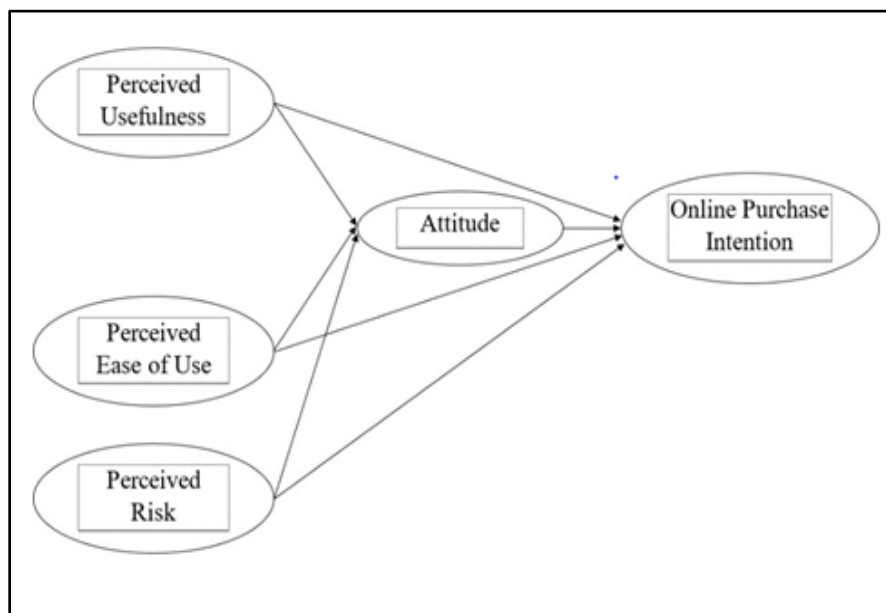 Perceived
Usefulness
Attitude
Online Purchase
Intention
Perceived
Ease of Use
Perceived
Risk